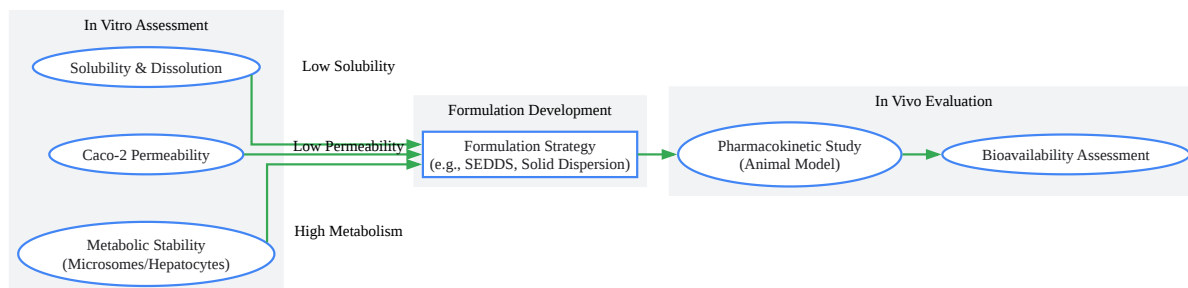 In Vitro Assessment
Solubility & Dissolution
Low Solubility
Caco-2 Permeability
Low Permeability
Metabolic Stability
(Microsomes/Hepatocytes)
High Metabolism
Formulation Development
Formulation Strategy
(e.g., SEDDS, Solid Dispersion)
In Vivo Evaluation
Pharmacokinetic Study
(Animal Model)
Bioavailability Assessment